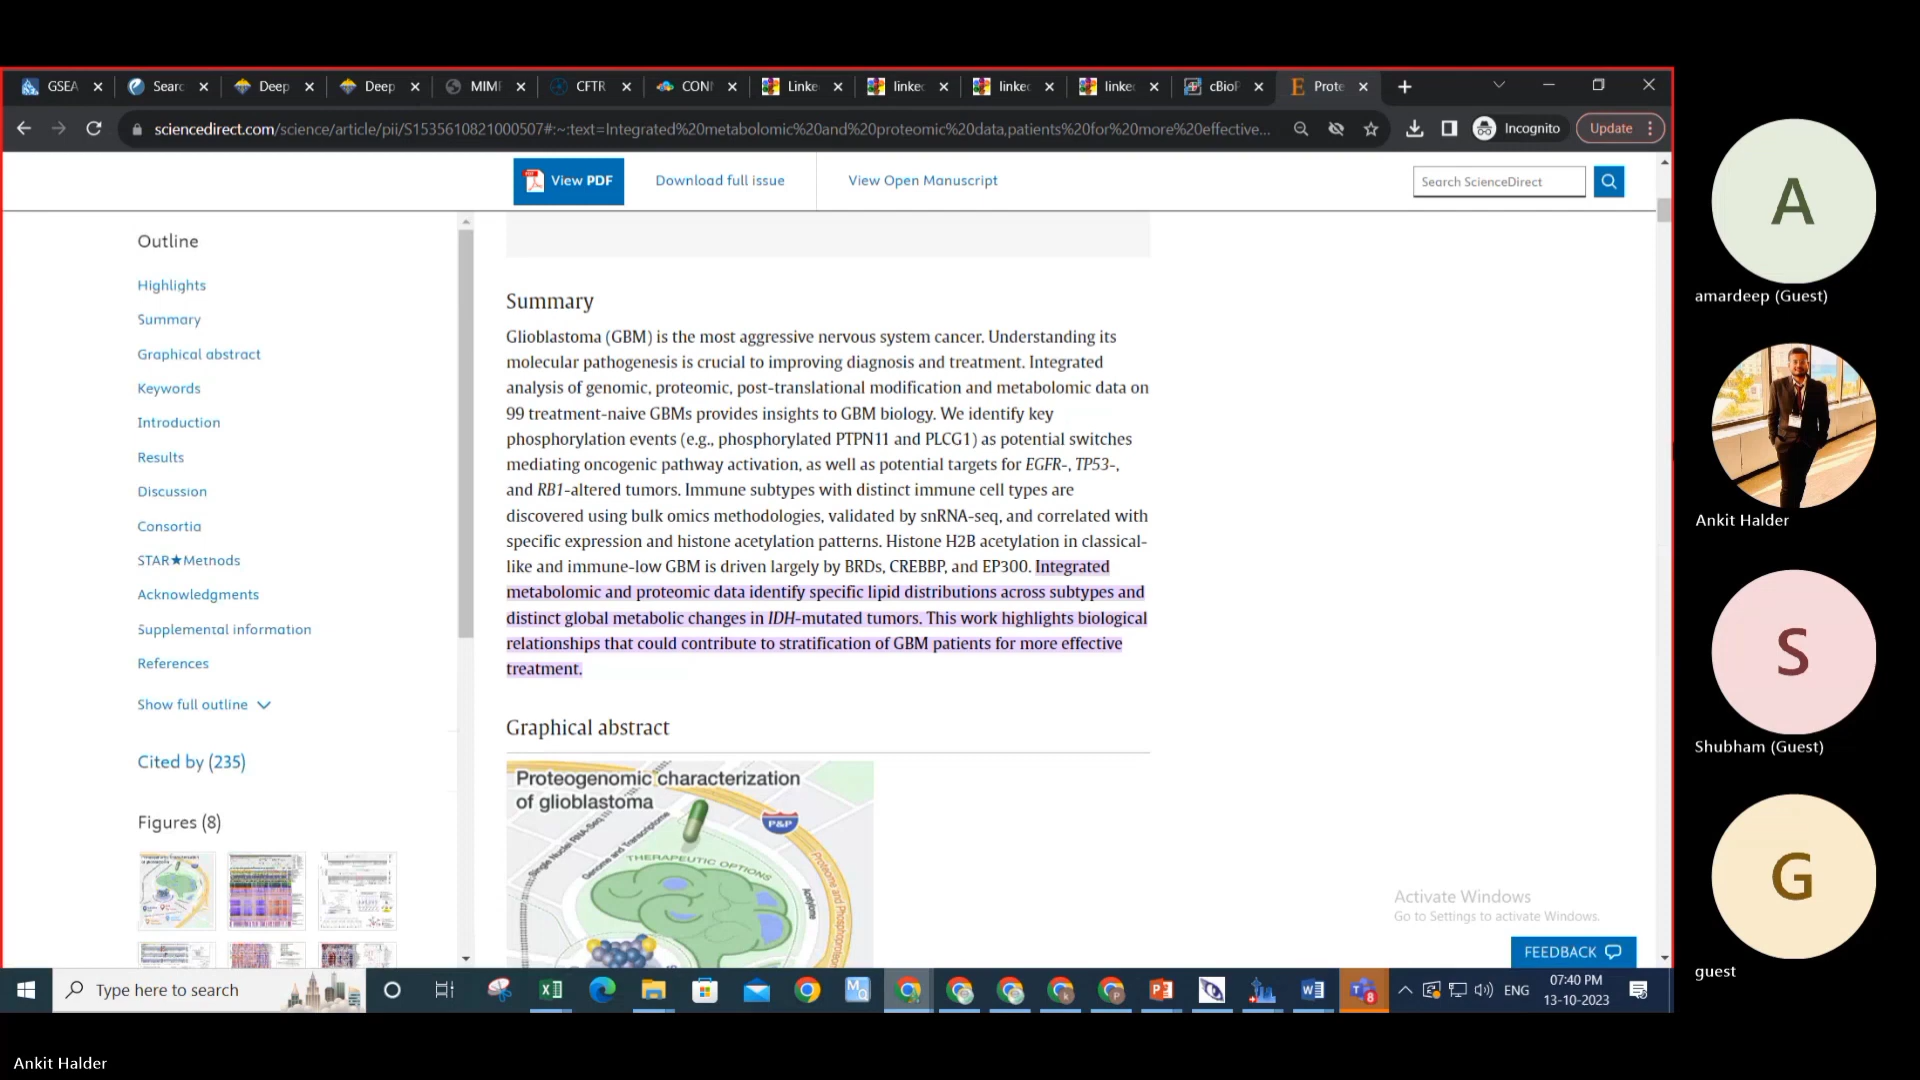 GSEA
Searc
Deep
Deep
MIMI
CFTR
CONI
Linke
linke
linke
linke
cBioP
Prote
sciencedirect.com/science/article/pii/S1535610821000507#:~:text=Integrated%20metabolomic%20and%20proteomic%20data,patients%20for%20more%20effective...
Incognito
Update
View PDF
Download full issue
View Open Manuscript
Search ScienceDirect
Outline
Highlights
Summary
Graphical abstract
Keywords
Introduction
Results
Discussion
Consortia
STAR★Methods
Acknowledgments
Supplemental information
References
Show full outline
Cited by (235)
Figures (8)
Summary
Glioblastoma (GBM) is the most aggressive nervous system cancer. Understanding its
molecular pathogenesis is crucial to improving diagnosis and treatment. Integrated
analysis of genomic, proteomic, post-translational modification and metabolomic data on
99 treatment-naive GBMs provides insights to GBM biology. We identify key
phosphorylation events (e.g., phosphorylated PTPN11 and PLCG1) as potential switches
mediating oncogenic pathway activation, as well as potential targets for EGFR-, TP53-,
and RB1-altered tumors. Immune subtypes with distinct immune cell types are
discovered using bulk omics methodologies, validated by snRNA-seq, and correlated with
specific expression and histone acetylation patterns. Histone H2B acetylation in classical-
like and immune-low GBM is driven largely by BRDs, CREBBP, and EP300. Integrated
metabolomic and proteomic data identify specific lipid distributions across subtypes and
distinct global metabolic changes in IDH-mutated tumors. This work highlights biological
relationships that could contribute to stratification of GBM patients for more effective
treatment.
Graphical abstract
Proteogenomic characterization
of glioblastoma
P&P
Single Nuclei RNA-Seq
Genome and Transcriptome
THERAPEUTIC OPTIONS
Acetylome
Activate Windows
Go to Settings to activate Windows.
FEEDBACK
Type here to search
ENG
07:40 PM
13-10-2023
A
amardeep (Guest)
Ankit Halder
S
Shubham (Guest)
G
guest
Ankit Halder